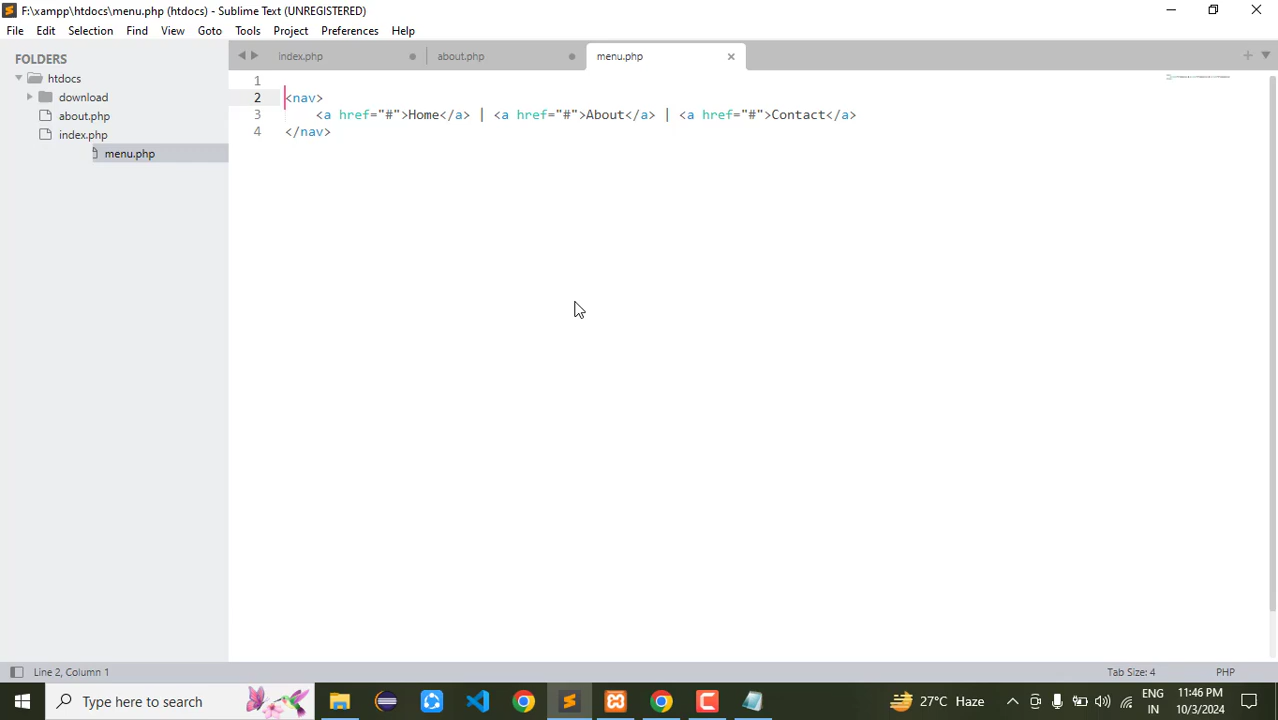 F:\xampp\htdocs\menu.php (htdocs) - Sublime Text (UNREGISTERED)
File Edit Selection Find View Goto Tools Project Preferences Help
FOLDERS
htdocs
download
about.php
index.php
menu.php
index.php about.php menu.php
1
2 <nav>
3 <a href="#">Home</a> | <a href="#">About</a> | <a href="#">Contact</a>
4 </nav>
Line 2, Column 1 Tab Size: 4 PHP
Type here to search 27°C Haze ENG IN 11:46 PM 10/3/2024